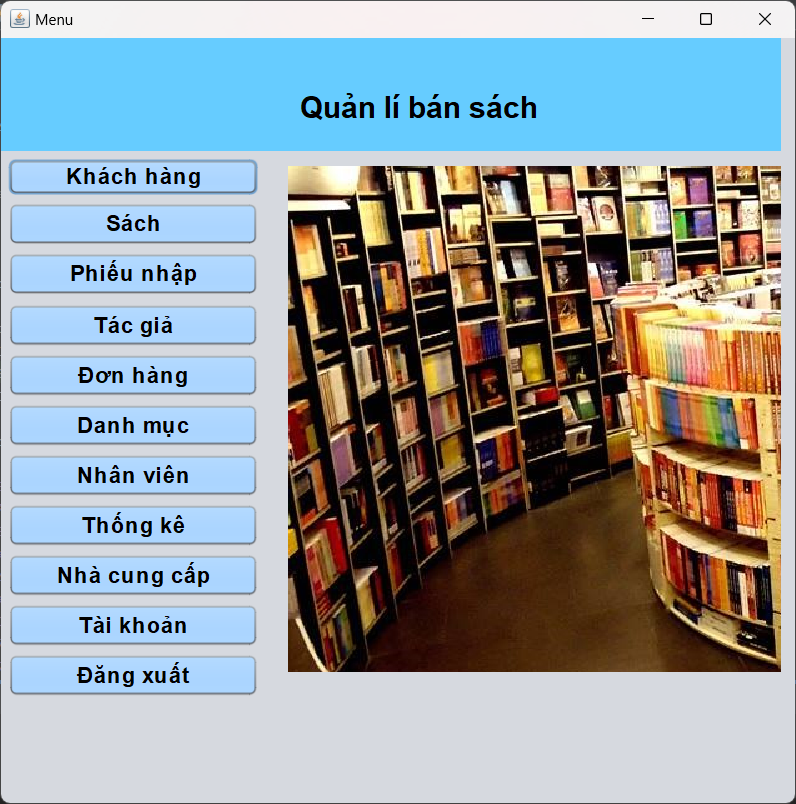 Menu
Quản lí bán sách
Khách hàng
Sách
Phiếu nhập
Tác giả
Đơn hàng
Danh mục
Nhân viên
Thống kê
Nhà cung cấp
Tài khoản
Đăng xuất